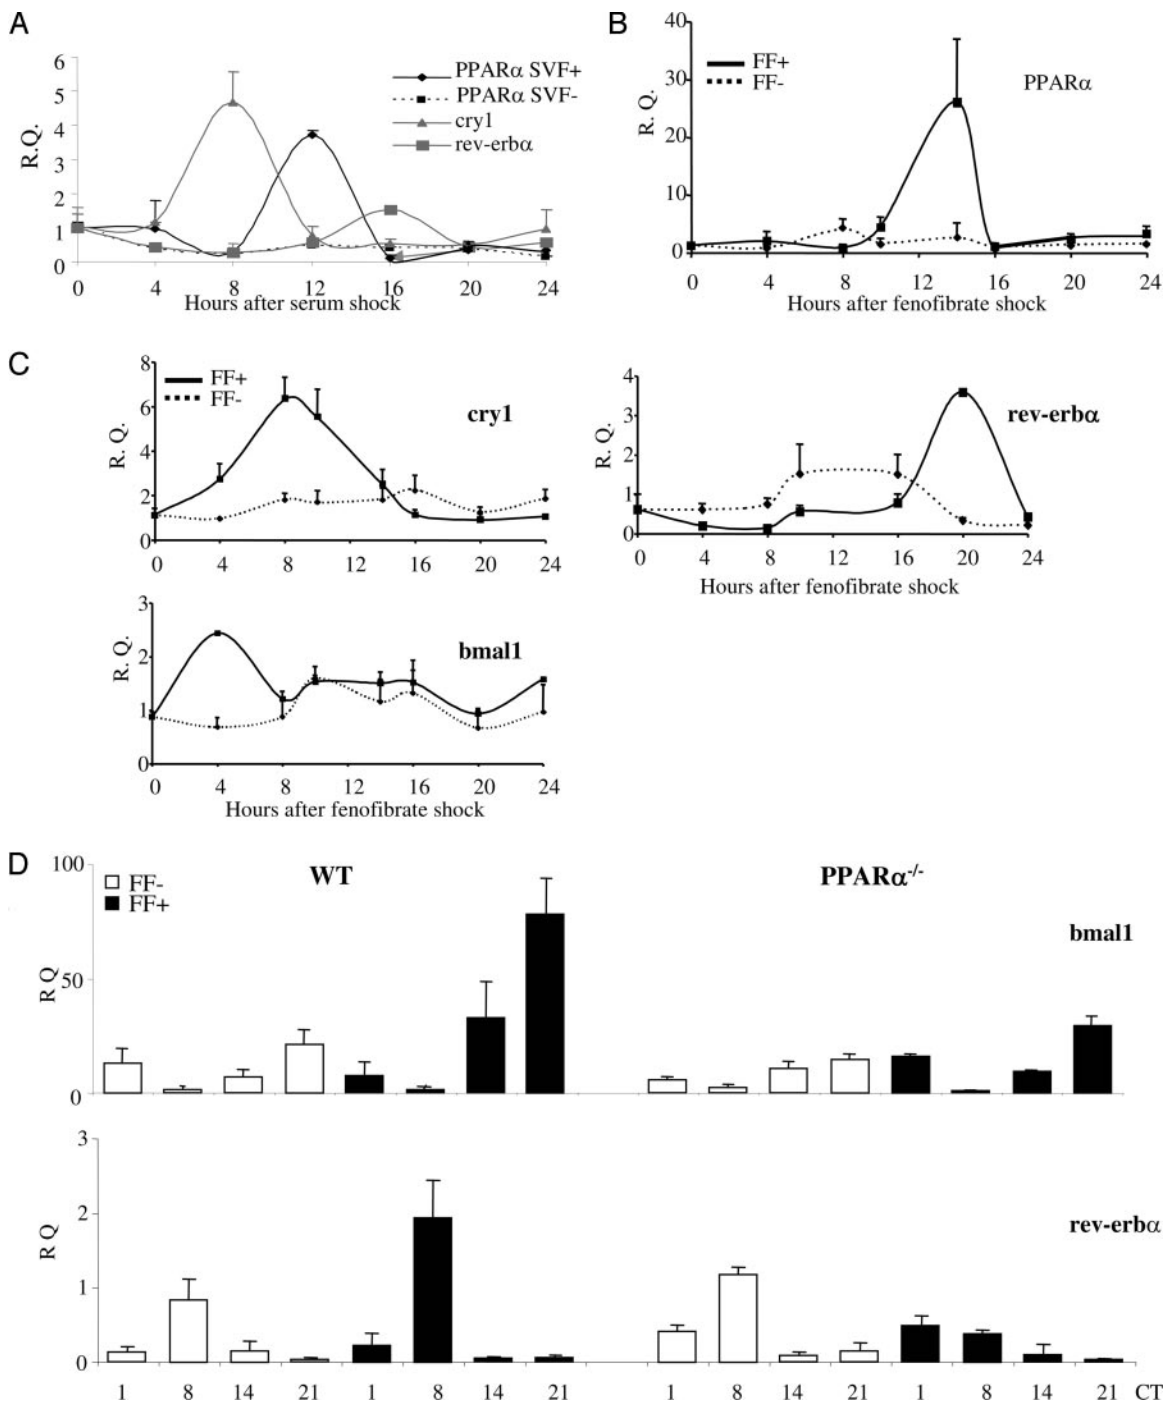 A
R.Q.
6
5
4
3
2
1
0
PPARα SVF+
PPARα SVF-
cry1
rev-erbα
0 4 8 12 16 20 24
Hours after serum shock
B
R. Q.
40
30
20
10
0
FF+
FF-
PPARα
0 4 8 12 16 20 24
Hours after fenofibrate shock
C
R. Q.
8
6
4
2
0
FF+
FF-
cry1
0 4 8 12 16 20 24
R. Q.
4
3
2
1
0
rev-erbα
0 4 8 12 16 20 24
Hours after fenofibrate shock
R. Q.
3
2
1
0
bmal1
0 4 8 12 16 20 24
Hours after fenofibrate shock
D
R Q
100
50
0
FF-
FF+
WT
PPARα-/-
bmal1
R Q
3
2
1
0
rev-erbα
1 8 14 21 1 8 14 21 1 8 14 21 1 8 14 21 CT